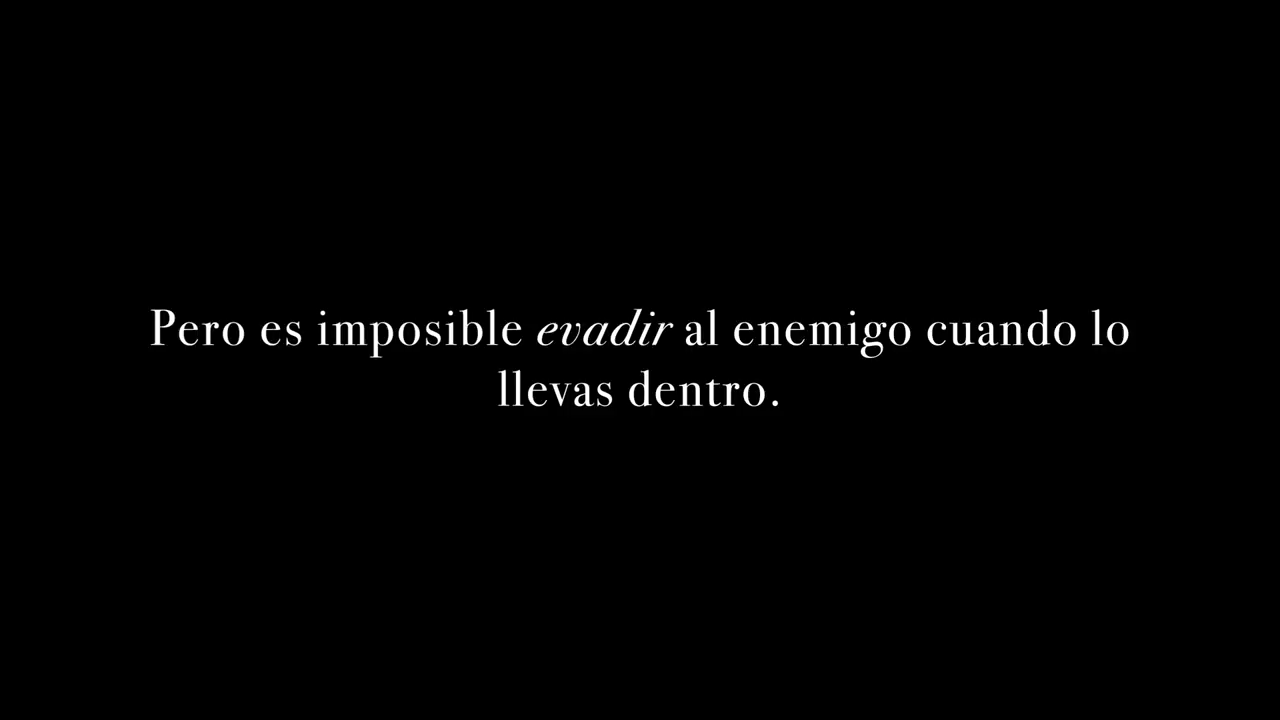 Pero es imposible evadir al enemigo cuando lo
llevas dentro.